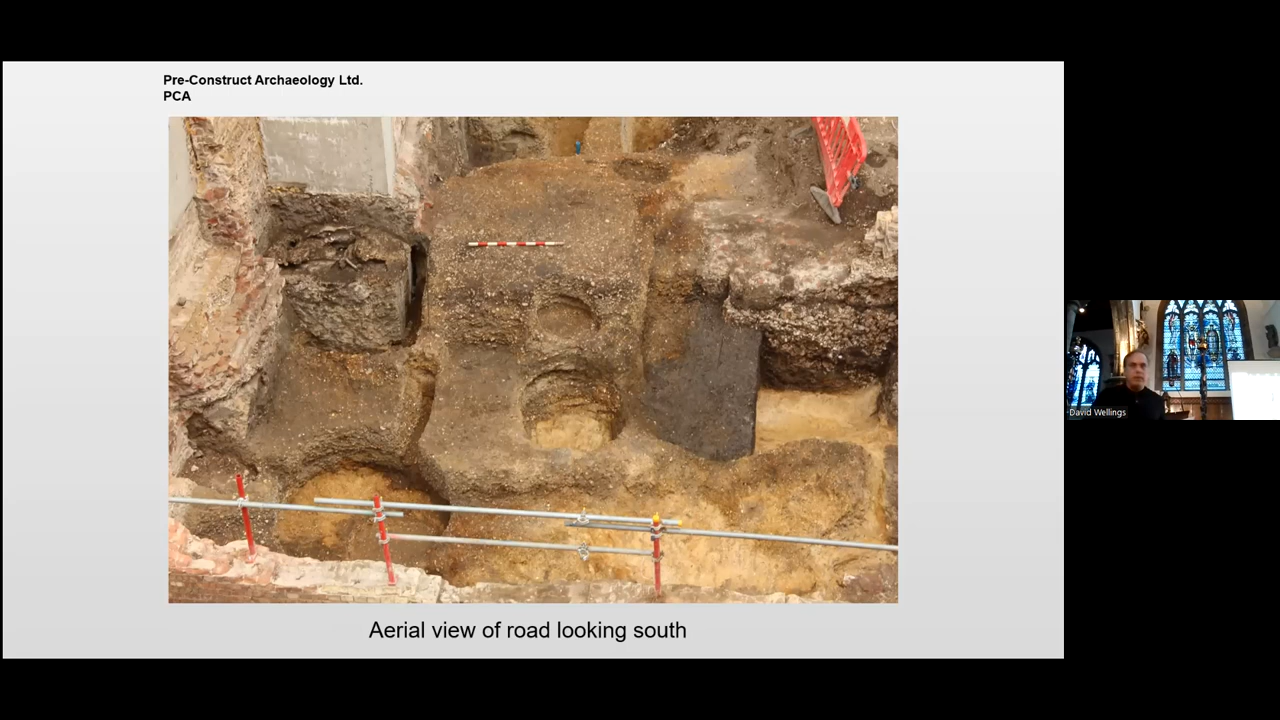 Pre-Construct Archaeology Ltd.
PCA
Aerial view of road looking south
David Wellings